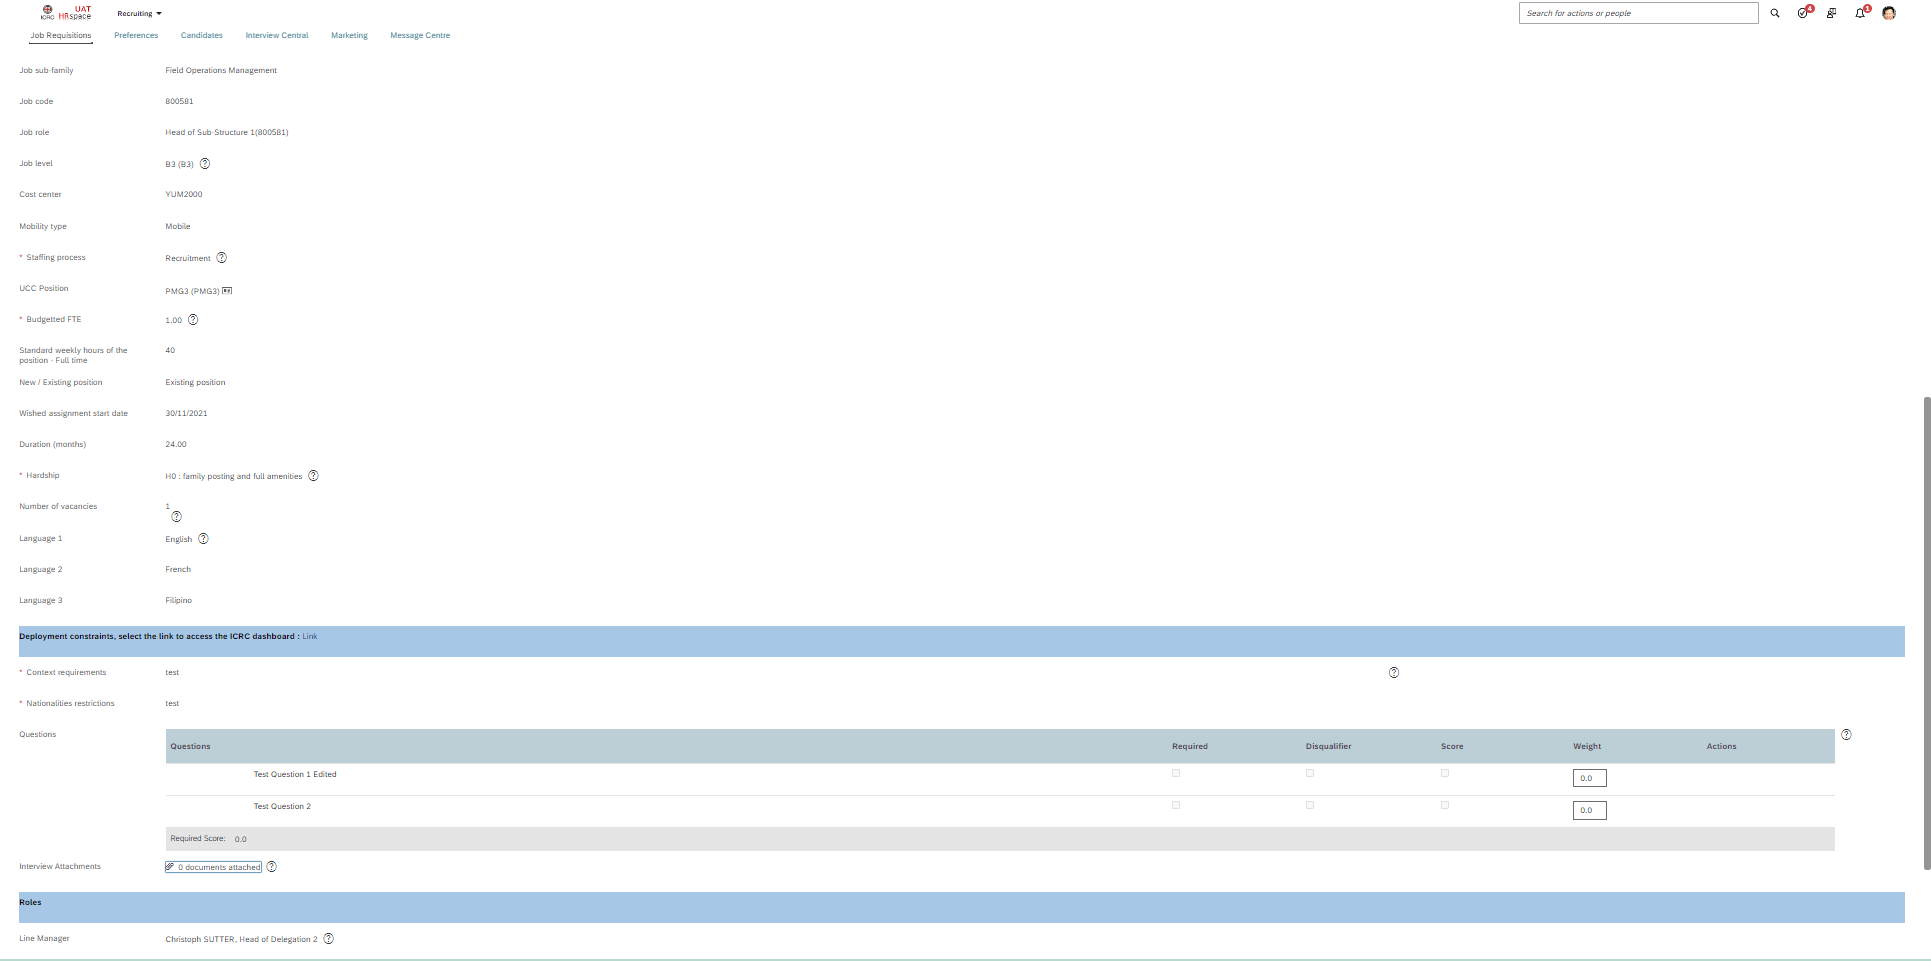 ICRC
UAT
HRspace
Recruiting
Search for actions or people
4
1
Job Requisitions
Preferences
Candidates
Interview Central
Marketing
Message Centre
Job sub-family
Field Operations Management
Job code
800581
Job role
Head of Sub-Structure 1(800581)
Job level
B3 (B3) ?
Cost center
YUM2000
Mobility type
Mobile
* Staffing process
Recruitment ?
UCC Position
PMG3 (PMG3)
* Budgetted FTE
1.00 ?
Standard weekly hours of the
position - Full time
40
New / Existing position
Existing position
Wished assignment start date
30/11/2021
Duration (months)
24.00
* Hardship
H0 : family posting and full amenities ?
Number of vacancies
1
?
Language 1
English ?
Language 2
French
Language 3
Filipino
Deployment constraints, select the link to access the ICRC dashboard : Link
* Context requirements
test
?
* Nationalities restrictions
test
Questions
Questions
Required
Disqualifier
Score
Weight
Actions
?
Test Question 1 Edited
0.0
Test Question 2
0.0
Required Score: 0.0
Interview Attachments
0 documents attached ?
Roles
Line Manager
Christoph SUTTER, Head of Delegation 2 ?